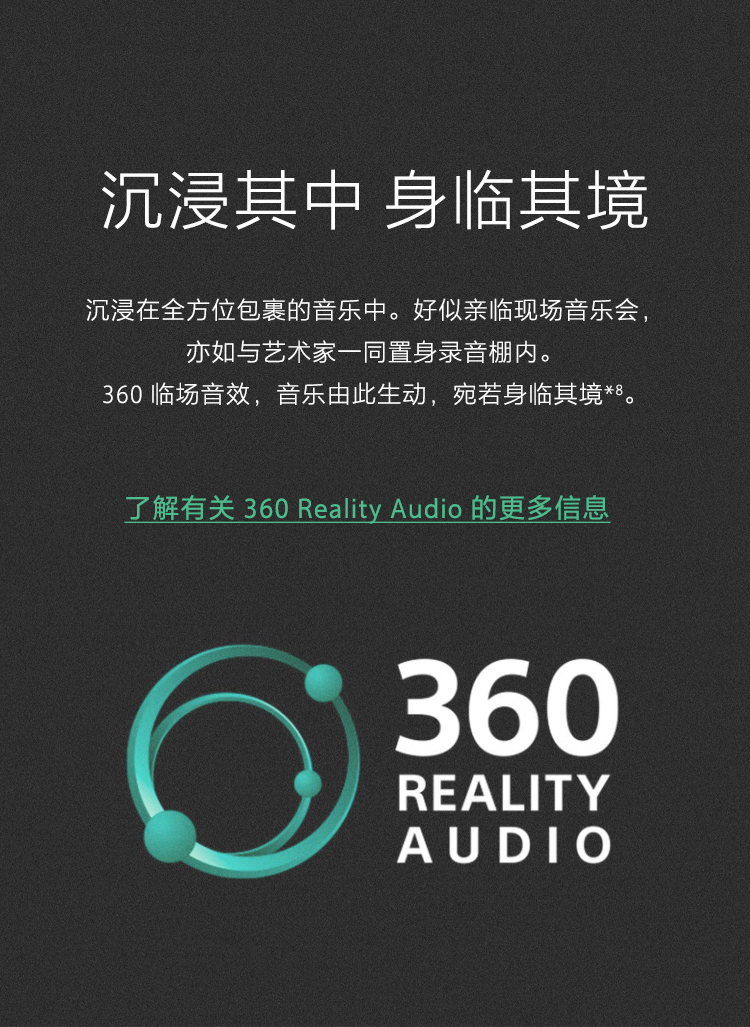 沉浸其中 身临其境
沉浸在全方位包裹的音乐中。好似亲临现场音乐会，
亦如与艺术家一同置身录音棚内。
360 临场音效，音乐由此生动，宛若身临其境*⁸。
了解有关 360 Reality Audio 的更多信息
360
REALITY
AUDIO